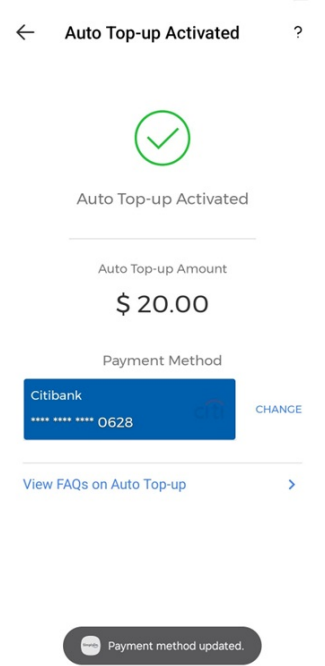 Auto Top-up Activated ?
Auto Top-up Activated
Auto Top-up Amount
$ 20.00
Payment Method
Citibank
**** **** **** 0628
citi
CHANGE
View FAQs on Auto Top-up
Payment method updated.